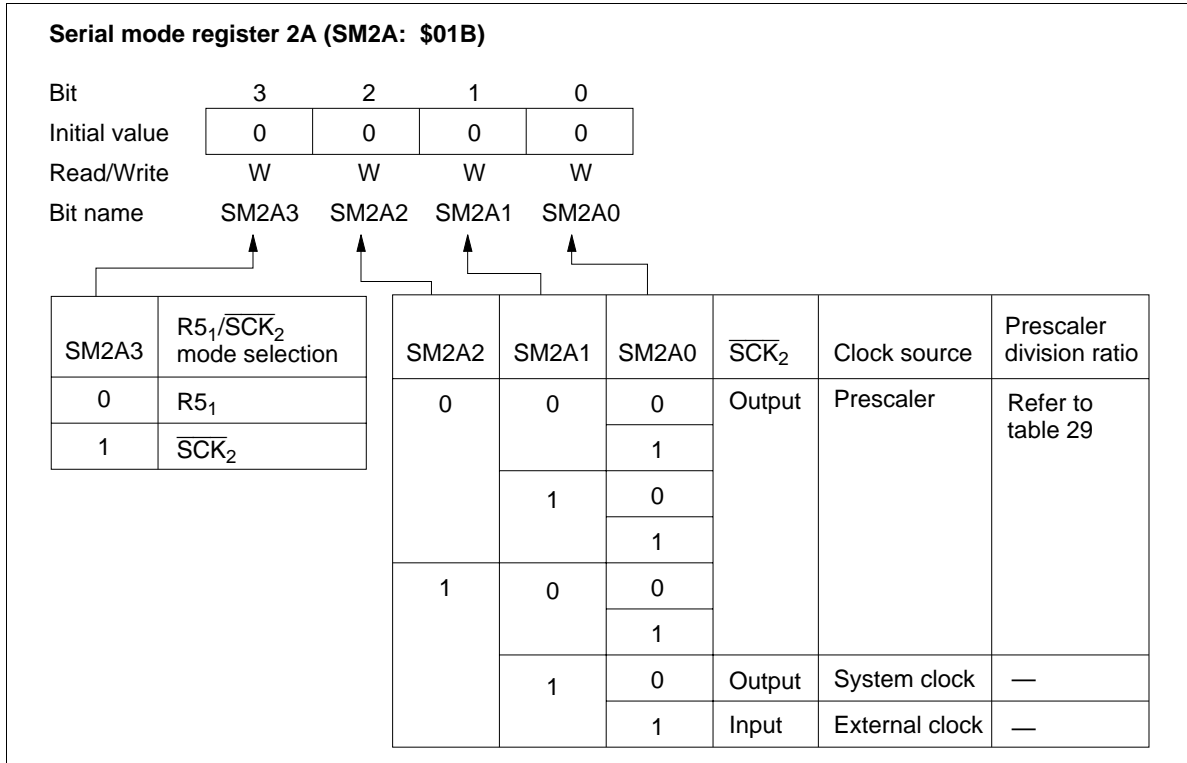 Serial mode register 2A (SM2A: $01B)
Bit 3 2 1 0
Initial value 0 0 0 0
Read/Write W W W W
Bit name SM2A3 SM2A2 SM2A1 SM2A0
SM2A3 R5₁/S̅C̅K̅₂ mode selection
0 R5₁
1 S̅C̅K̅₂
SM2A2 SM2A1 SM2A0 S̅C̅K̅₂ Clock source Prescaler division ratio
0 0 0 Output Prescaler Refer to table 29
1
1 0
1
1 0 0
1
1 0 Output System clock —
1 Input External clock —